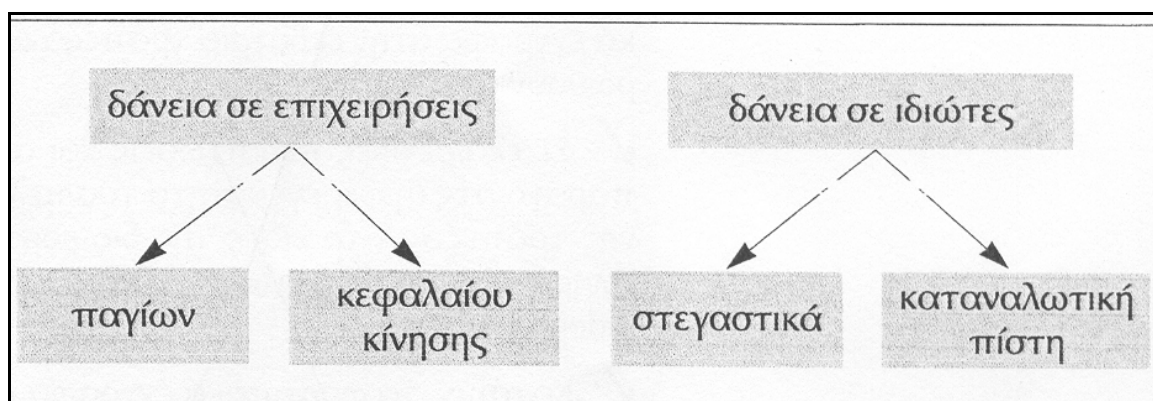 δάνεια σε επιχειρήσεις
δάνεια σε ιδιώτες
παγίων
κεφαλαίου
κίνησης
στεγαστικά
καταναλωτική
πίστη